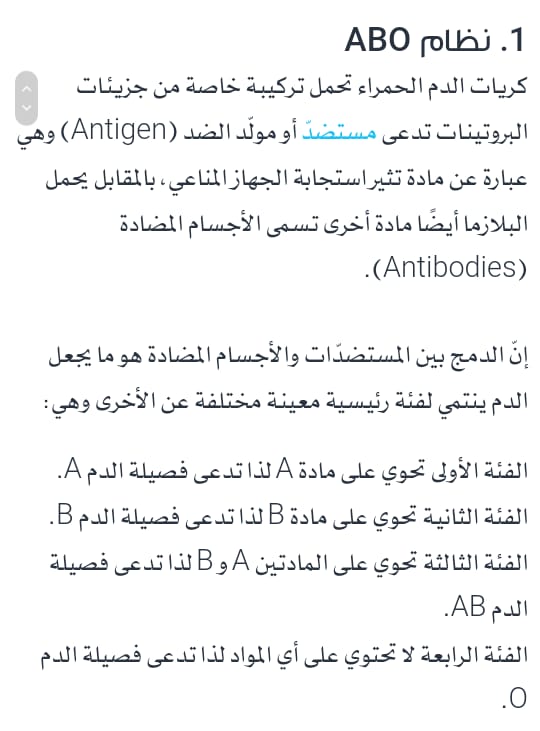 1. نظام ABO
كريات الدم الحمراء تحمل تركيبة خاصة من جزيئات
البروتينات تدعى مستضدّ أو مولّد الضد (Antigen) وهي
عبارة عن مادة تثير استجابة الجهاز المناعي، بالمقابل يحمل
البلازما أيضًا مادة أخرى تسمى الأجسام المضادة
(Antibodies).
إنّ الدمج بين المستضدّات والأجسام المضادة هو ما يجعل
الدم ينتمي لفئة رئيسية معينة مختلفة عن الأخرى وهي:
الفئة الأولى تحوي على مادة A لذا تدعى فصيلة الدم A.
الفئة الثانية تحوي على مادة B لذا تدعى فصيلة الدم B.
الفئة الثالثة تحوي على المادتين A و B لذا تدعى فصيلة
الدم AB.
الفئة الرابعة لا تحتوي على أي المواد لذا تدعى فصيلة الدم
O.